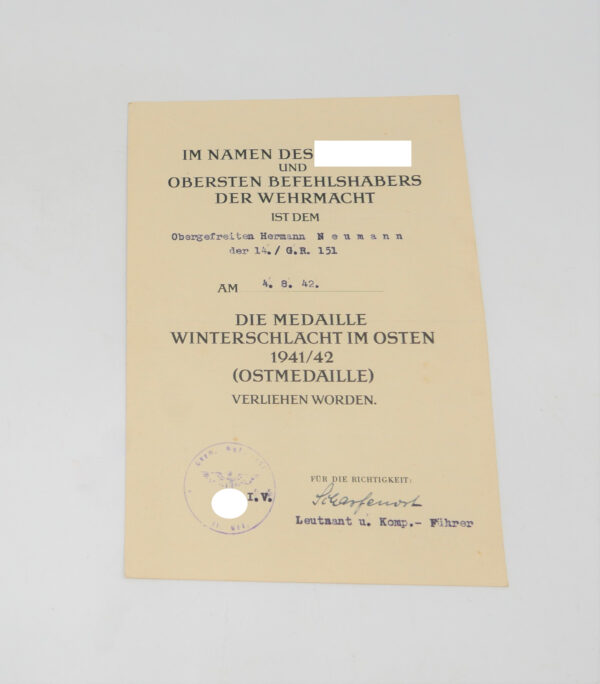 IM NAMEN DES
UND
OBERSTEN BEFEHLSHABERS
DER WEHRMACHT
IST DEM
Obergefreiten Hermann Neumann
der 14./ G.R. 151
AM 4. 8. 42.
DIE MEDAILLE
WINTERSCHLACHT IM OSTEN
1941/42
(OSTMEDAILLE)
VERLIEHEN WORDEN.
FÜR DIE RICHTIGKEIT:
I.V. Scharfenort
Leutnant u. Komp.- Führer